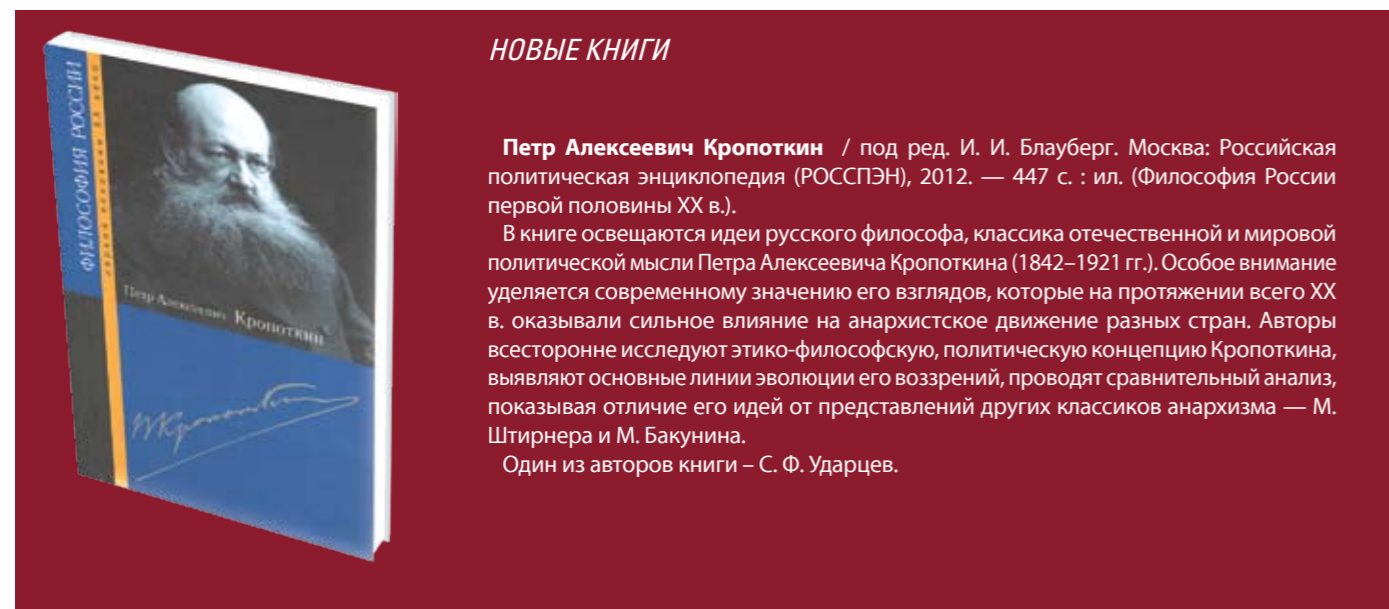 НОВЫЕ КНИГИ
Петр Алексеевич Кропоткин / под ред. И. И. Блауберг. Москва: Российская
политическая энциклопедия (РОССПЭН), 2012. — 447 с. : ил. (Философия России
первой половины XX в.).
В книге освещаются идеи русского философа, классика отечественной и мировой
политической мысли Петра Алексеевича Кропоткина (1842–1921 гг.). Особое внимание
уделяется современному значению его взглядов, которые на протяжении всего XX
в. оказывали сильное влияние на анархистское движение разных стран. Авторы
всесторонне исследуют этико-философскую, политическую концепцию Кропоткина,
выявляют основные линии эволюции его воззрений, проводят сравнительный анализ,
показывая отличие его идей от представлений других классиков анархизма — М.
Штирнера и М. Бакунина.
Один из авторов книги – С. Ф. Ударцев.
ФИЛОСОФИЯ РОССИИ
первой половины XX века
Петр Алексеевич Кропоткин